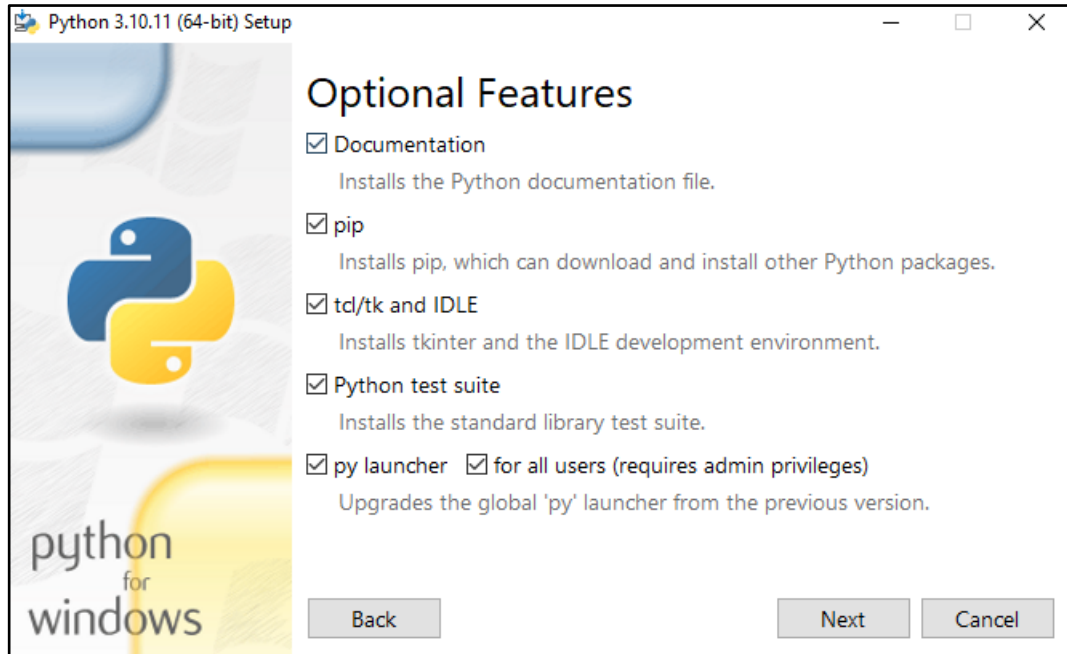 Python 3.10.11 (64-bit) Setup
Optional Features
Documentation
Installs the Python documentation file.
pip
Installs pip, which can download and install other Python packages.
tcl/tk and IDLE
Installs tkinter and the IDLE development environment.
Python test suite
Installs the standard library test suite.
py launcher for all users (requires admin privileges)
Upgrades the global 'py' launcher from the previous version.
python
for
windows
Back Next Cancel